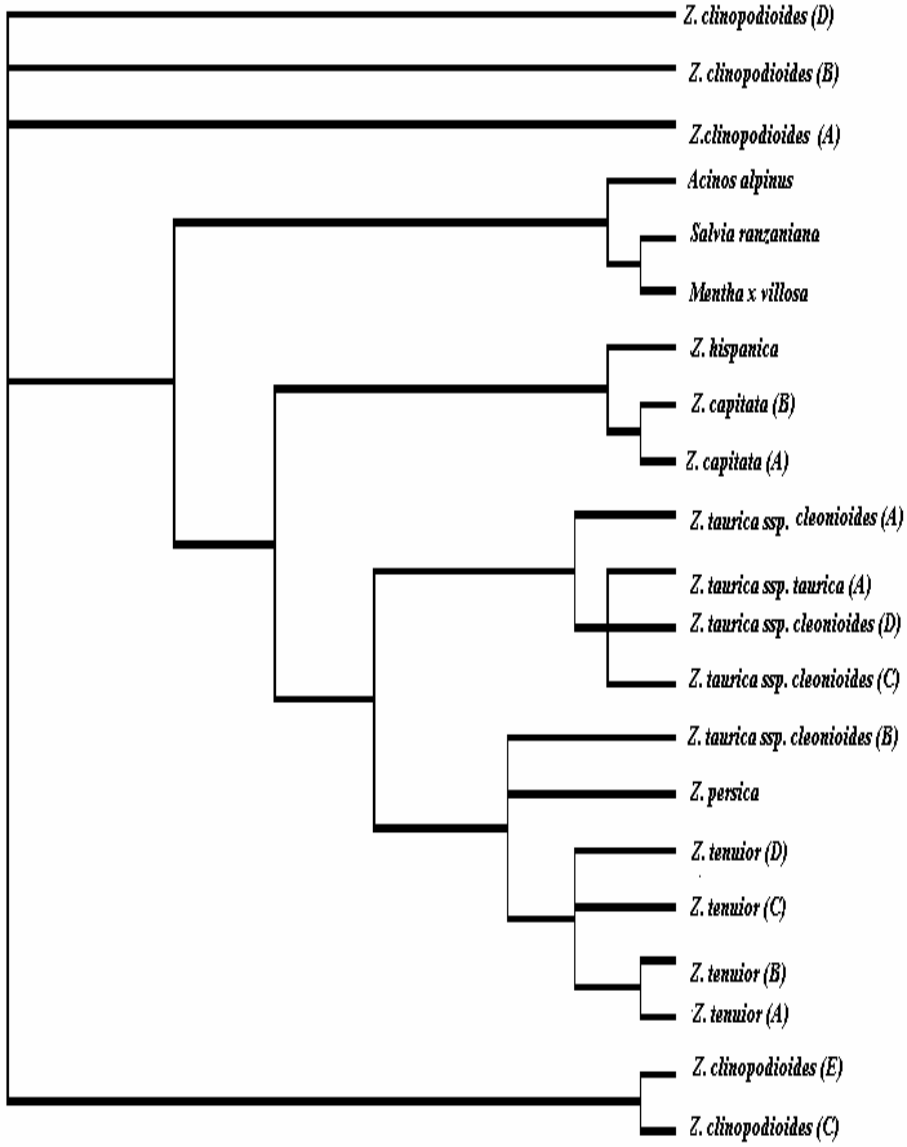 Z. clinopodioides (D)
Z. clinopodioides (B)
Z.clinopodioides (A)
Acinos alpinus
Salvia ranzaniana
Mentha x villosa
Z. hispanica
Z. capitata (B)
Z. capitata (A)
Z. taurica ssp. cleonioides (A)
Z. taurica ssp. taurica (A)
Z. taurica ssp. cleonioides (D)
Z. taurica ssp. cleonioides (C)
Z. taurica ssp. cleonioides (B)
Z. persica
Z. tenuior (D)
Z. tenuior (C)
Z. tenuior (B)
Z. tenuior (A)
Z. clinopodioides (E)
Z. clinopodioides (C)